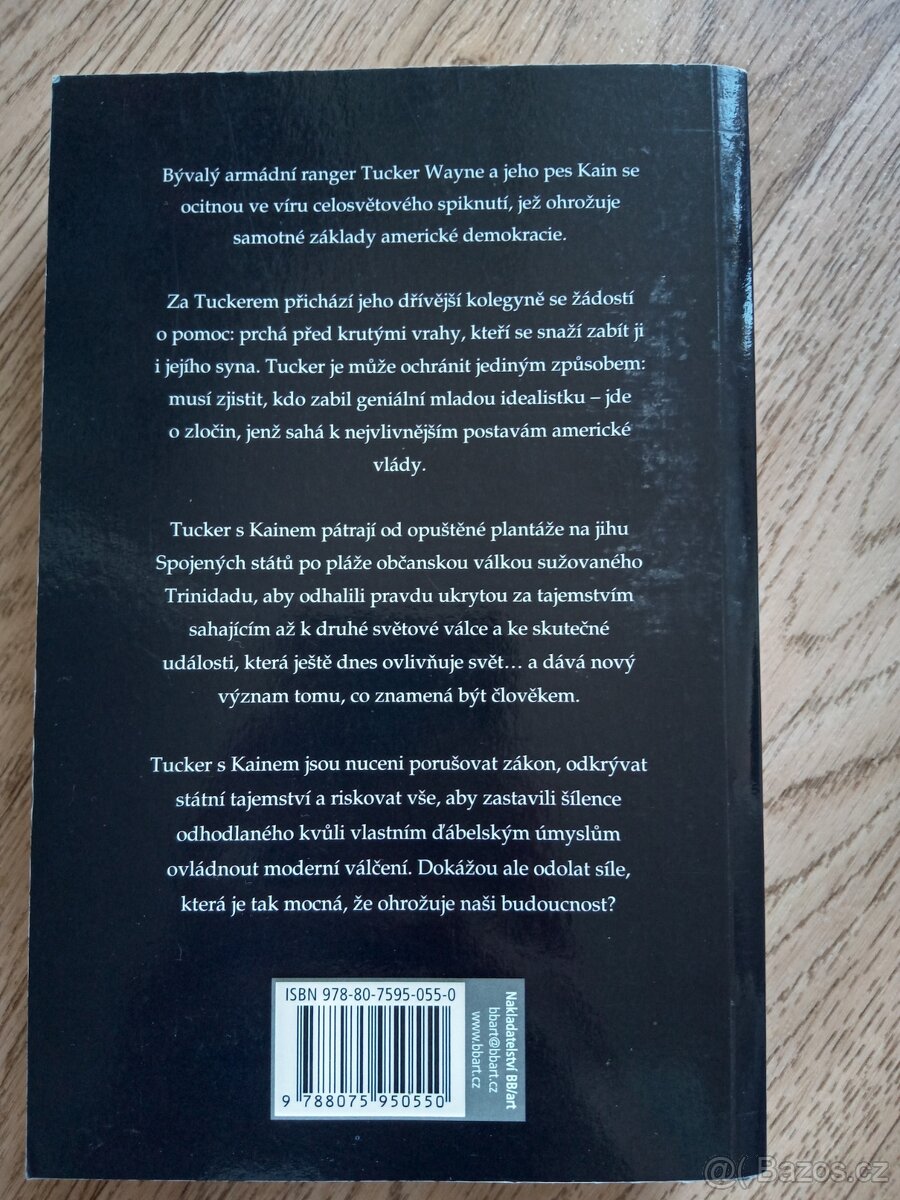 Bývalý armádní ranger Tucker Wayne a jeho pes Kain se
ocitnou ve víru celosvětového spiknutí, jež ohrožuje
samotné základy americké demokracie.
Za Tuckerem přichází jeho dřívější kolegyně se žádostí
o pomoc: prchá před krutými vrahy, kteří se snaží zabít ji
i jejího syna. Tucker je může ochránit jediným způsobem:
musí zjistit, kdo zabil geniální mladou idealistku – jde
o zločin, jenž sahá k nejvlivnějším postavám americké
vlády.
Tucker s Kainem pátrají od opuštěné plantáže na jihu
Spojených států po pláže občanskou válkou sužovaného
Trinidadu, aby odhalili pravdu ukrytou za tajemstvím
sahajícím až k druhé světové válce a ke skutečné
události, která ještě dnes ovlivňuje svět… a dává nový
význam tomu, co znamená být člověkem.
Tucker s Kainem jsou nuceni porušovat zákon, odkrývat
státní tajemství a riskovat vše, aby zastavili šílence
odhodlaného kvůli vlastním ďábelským úmyslům
ovládnout moderní válčení. Dokážou ale odolat síle,
která je tak mocná, že ohrožuje naši budoucnost?
ISBN 978-80-7595-055-0
9 788075 950550
Nakladatelství BB/art
bbart@bbart.cz
www.bbart.cz
@( Bazos.cz